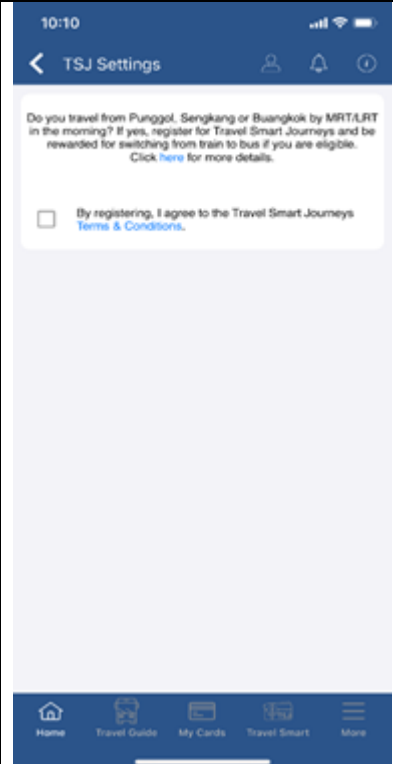 10:10
TSJ Settings
Do you travel from Punggol, Sengkang or Buangkok by MRT/LRT
in the morning? If yes, register for Travel Smart Journeys and be
rewarded for switching from train to bus if you are eligible.
Click here for more details.
By registering, I agree to the Travel Smart Journeys
Terms & Conditions.
Home Travel Guide My Cards Travel Smart More